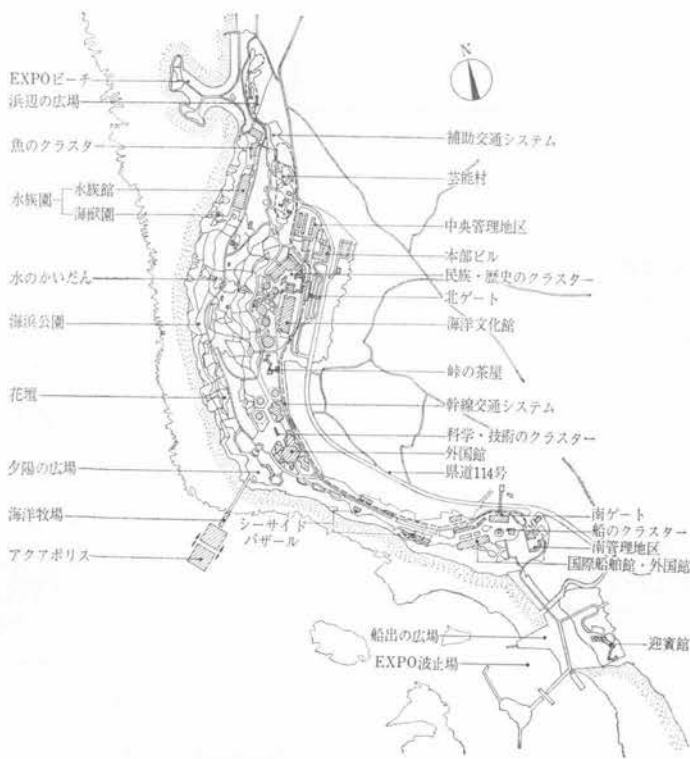 EXPOビーチ
浜辺の広場
魚のクラスター
水族園
水族館
海獣園
水のかいだん
海浜公園
花壇
夕陽の広場
海洋牧場
アクアポリス
N
補助交通システム
芸能村
中央管理地区
本部ビル
民族・歴史のクラスター
北ゲート
海洋文化館
峠の茶屋
幹線交通システム
科学・技術のクラスター
外国館
県道114号
シーサイド
バザール
南ゲート
船のクラスター
南管理地区
国際船舶館・外国館
船出の広場
EXPO波止場
迎賓館